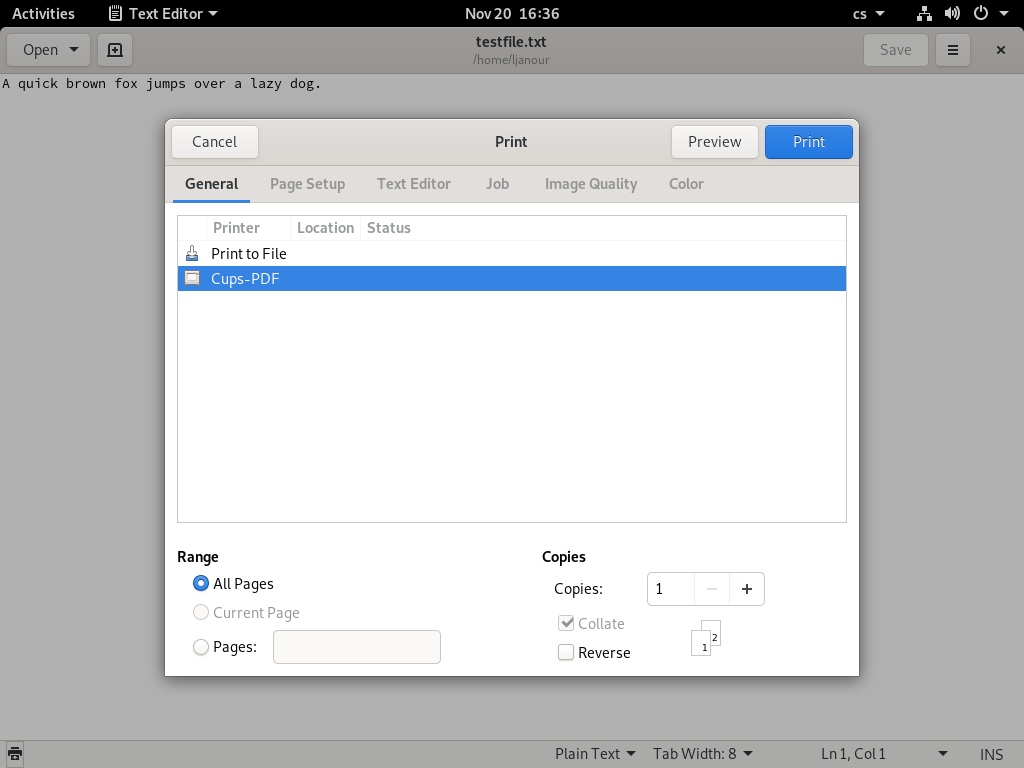 Activities Text Editor Nov 20 16:36 cs
Open testfile.txt Save
/home/ljanour
A quick brown fox jumps over a lazy dog.
Cancel Print Preview Print
General Page Setup Text Editor Job Image Quality Color
Printer Location Status
Print to File
Cups-PDF
Range Copies
All Pages Copies: 1
Current Page Collate
Pages: Reverse
1 2
Plain Text Tab Width: 8 Ln 1, Col 1 INS